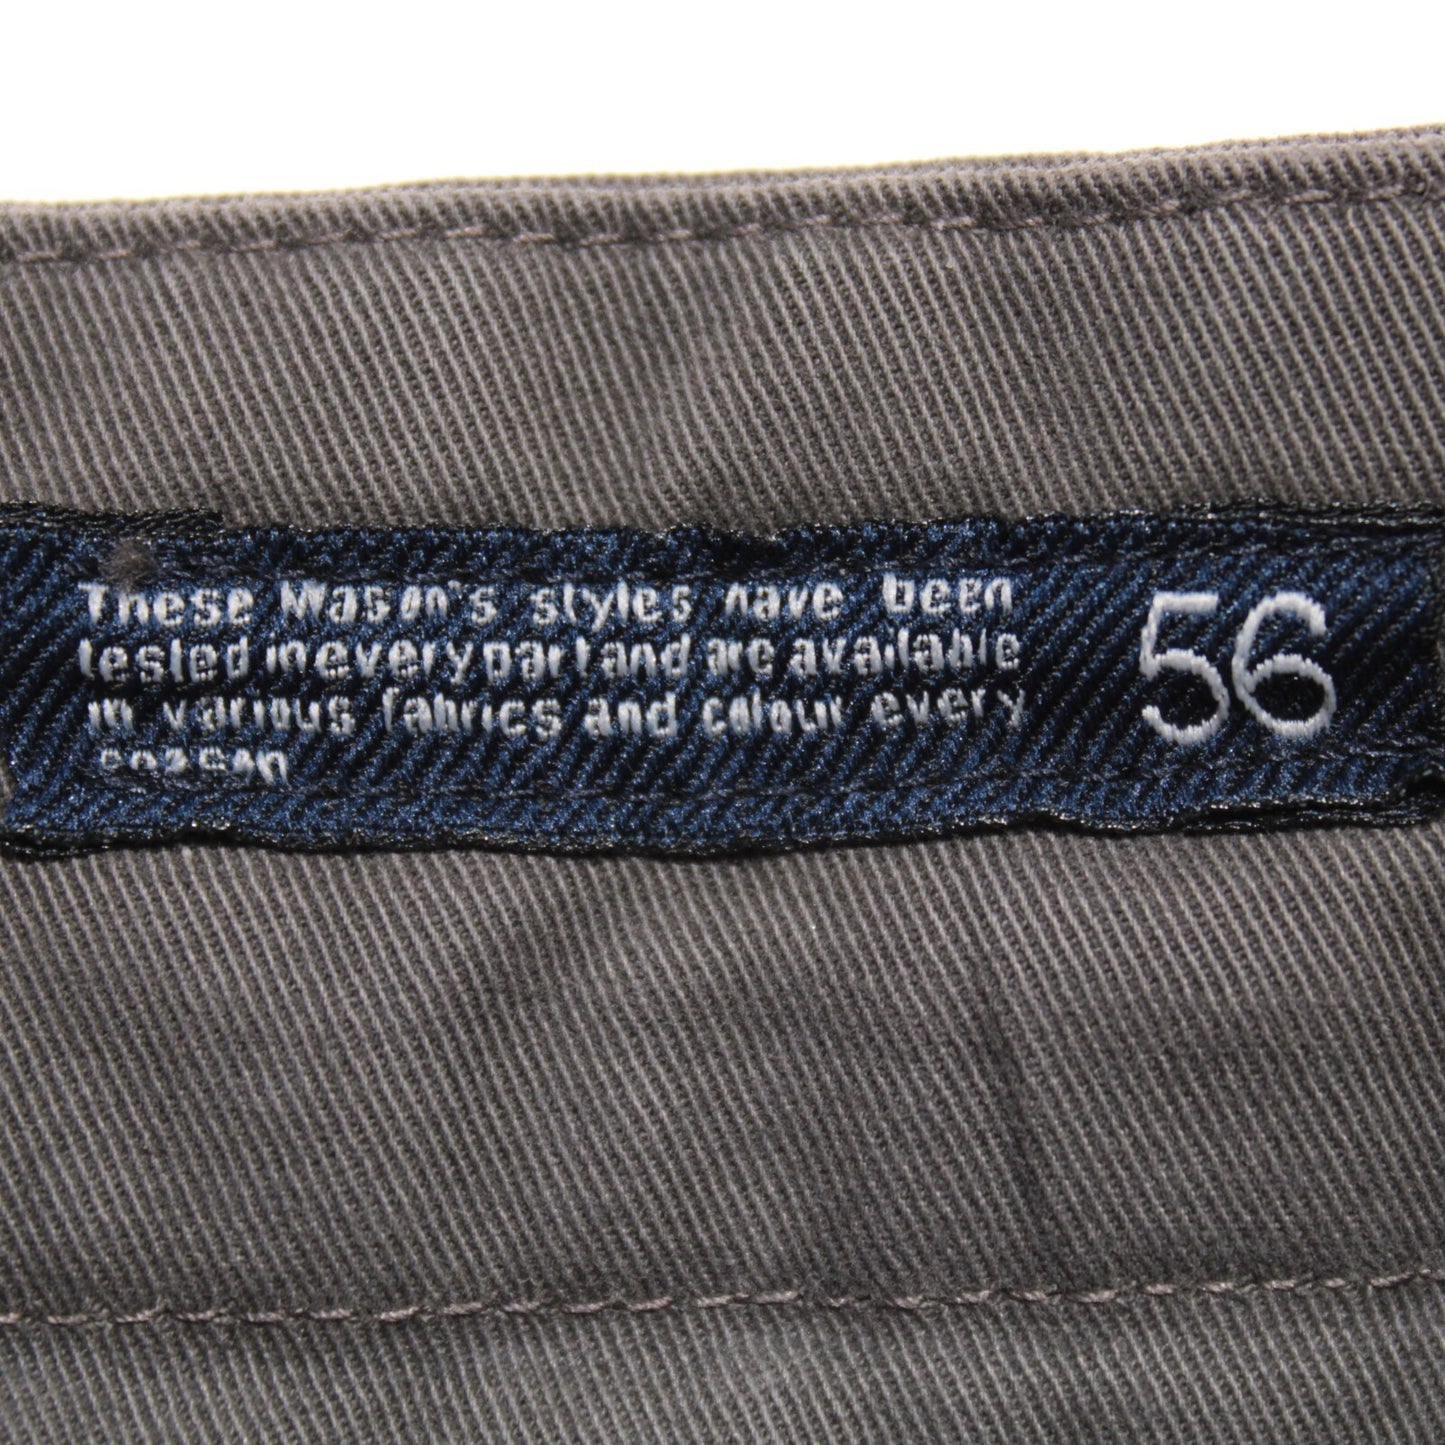 These Mason's styles have been
tested in every part and are available
in various fabrics and colour every
season
56